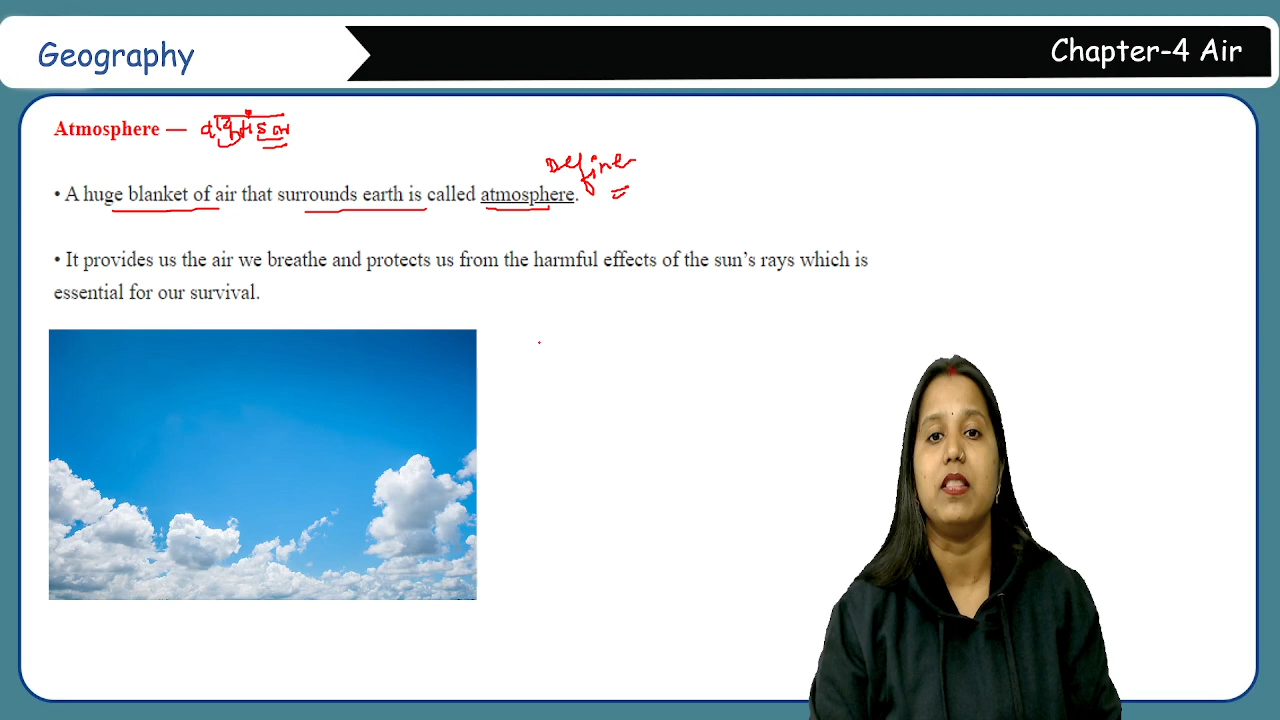 Geography
Chapter-4 Air
Atmosphere —
Define
• A huge blanket of air that surrounds earth is called atmosphere.
• It provides us the air we breathe and protects us from the harmful effects of the sun’s rays which is
essential for our survival.